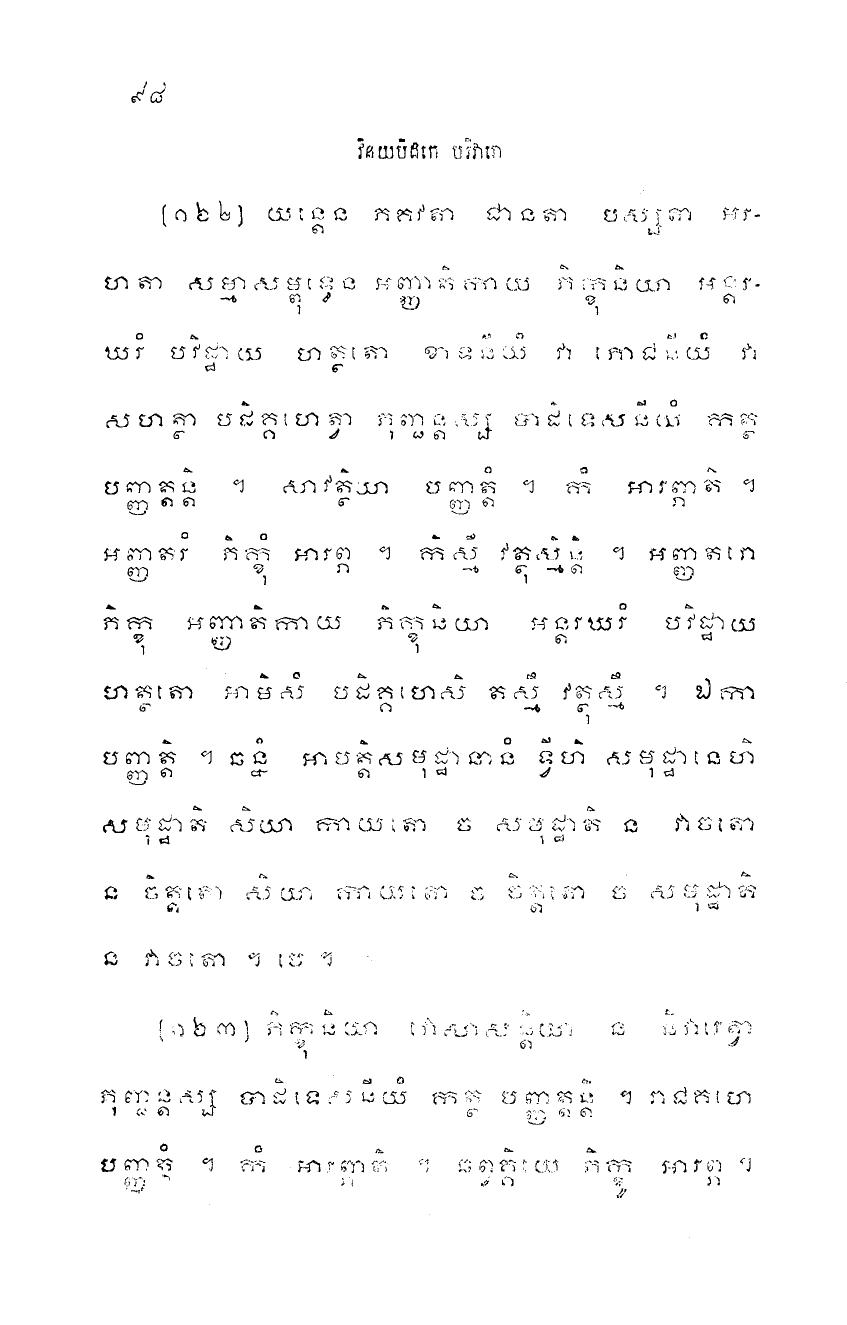 ៩៨
វិនយបិដកេ បរិវារោ
(១២២) យន្តេន ភគវតា ជានតា បស្សតា អរ-
ហតា សម្មាសម្ពុទ្ធេន អញ្ញាតិកាយ ភិក្ខុនិយា អន្តរ-
ឃរំ បវិដ្ឋាយ ហត្ថតោ ខាទនីយំ វា ភោជនីយំ វា
សហត្ថា បដិគ្គហេត្វា ភុញ្ជន្តស្ស បាដិទេសនីយំ កត្ថ
បញ្ញត្តន្តិ ។ សាវត្ថិយា បញ្ញត្តំ ។ កំ អារព្ភាតិ ។
អញ្ញតរំ ភិក្ខុំ អារព្ភ ។ កិស្មឹ វត្ថុស្មិន្តិ ។ អញ្ញតរោ
ភិក្ខុ អញ្ញាតិកាយ ភិក្ខុនិយា អន្តរឃរំ បវិដ្ឋាយ
ហត្ថតោ អាមិសំ បដិគ្គហេសិ តស្មឹ វត្ថុស្មឹ ។ ឯកា
បញ្ញត្តិ ។ ឆន្នំ អាបត្តិសមុដ្ឋានានំ ទ្វីហិ សមុដ្ឋានេហិ
សមុដ្ឋាតិ សិយា កាយតោ ច សមុដ្ឋាតិ ន វាចតោ
ន ចិត្តតោ សិយា កាយតោ ច ចិត្តតោ ច សមុដ្ឋាតិ
ន វាចតោ ។ បេ ។
(១២៣) ភិក្ខុនិយា វោសាសន្តិយា ន និវារេត្វា
ភុញ្ជន្តស្ស បាដិទេសនីយំ កត្ថ បញ្ញត្តន្តិ ។ រាជគហេ
បញ្ញត្តំ ។ កំ អារព្ភាតិ ។ ឆព្វគ្គិយេ ភិក្ខូ អារព្ភ ។